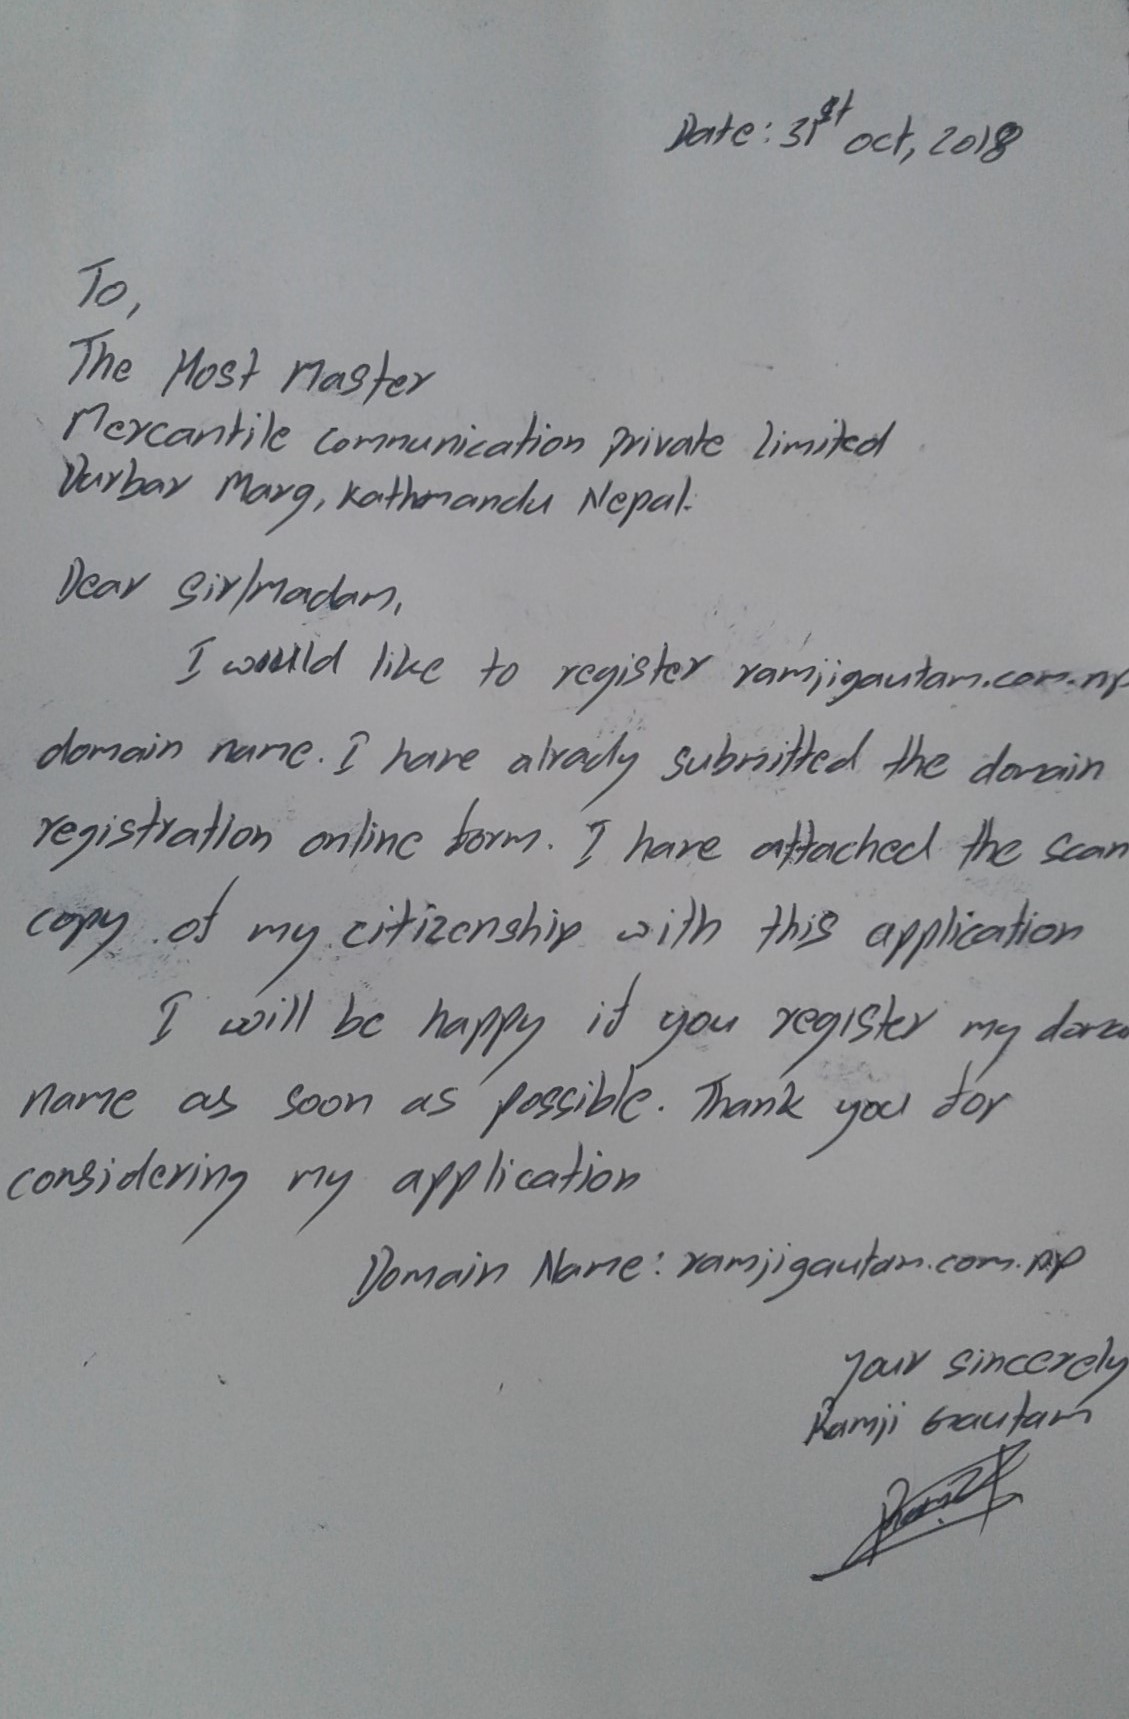 Date: 31st oct, 2018
To,
The Host Master
Mercantile communication private limited
Durbar Marg, Kathmandu Nepal.
Dear Sir/madam,
I would like to register ramjigautam.com.np
domain name. I have alrady submitted the domain
registration online form. I have attached the scan
copy of my citizenship with this application
I will be happy if you register my
name as soon as possible. Thank you for
considering my application
Domain Name: ramjigautam.com.np
your sincerely
Ramji Gautam